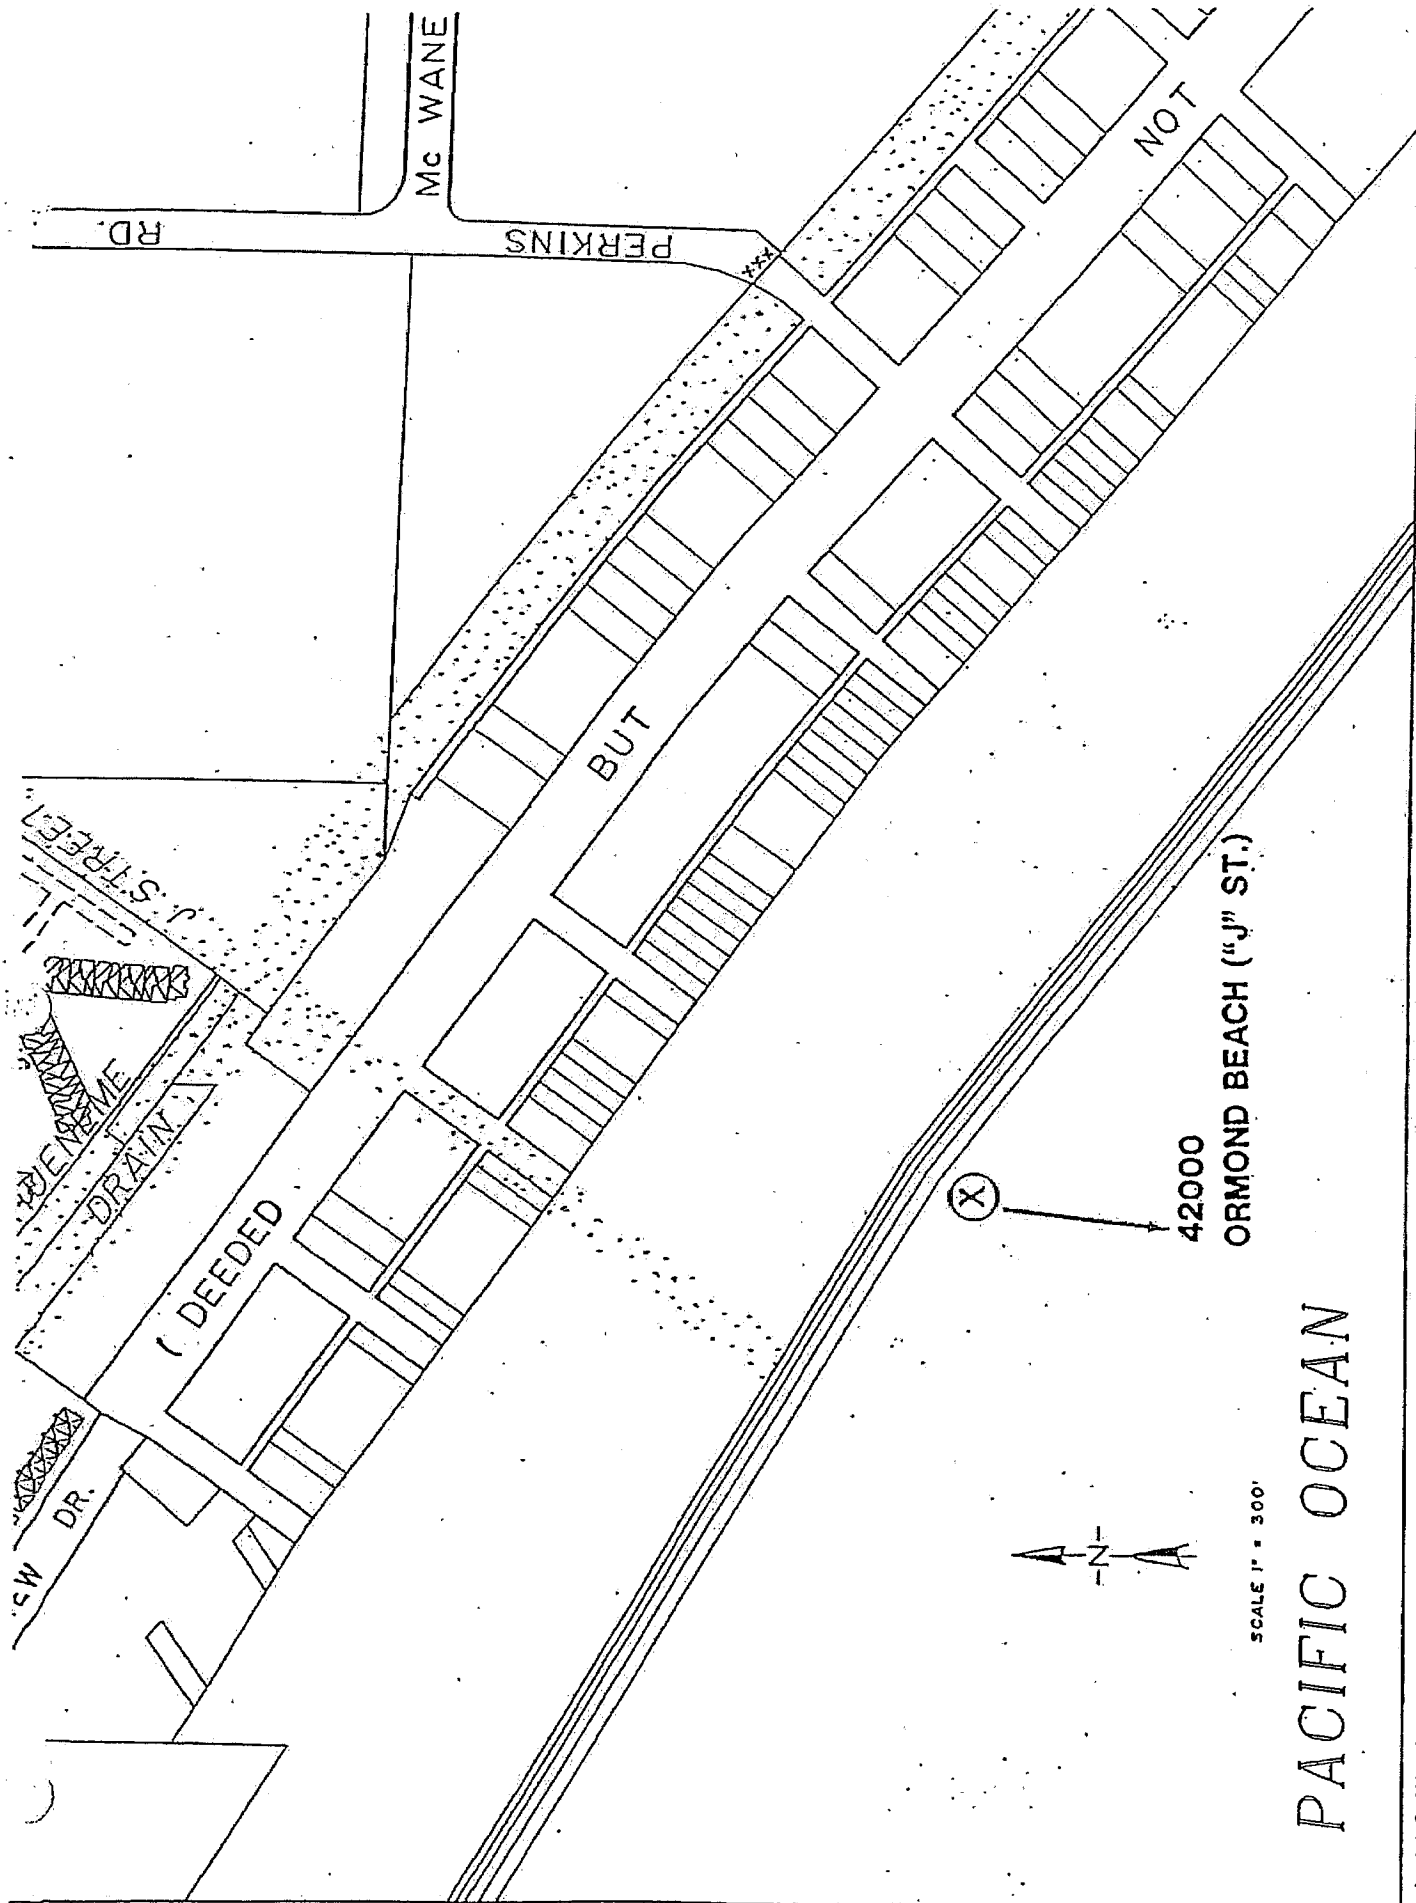 Mc WANE
RD.
PERKINS
NOT
J. STREET
BUT
DRAIN
( DEEDED
DR.
42000
ORMOND BEACH ("J" ST.)
X
N
SCALE 1" = 300'
PACIFIC OCEAN